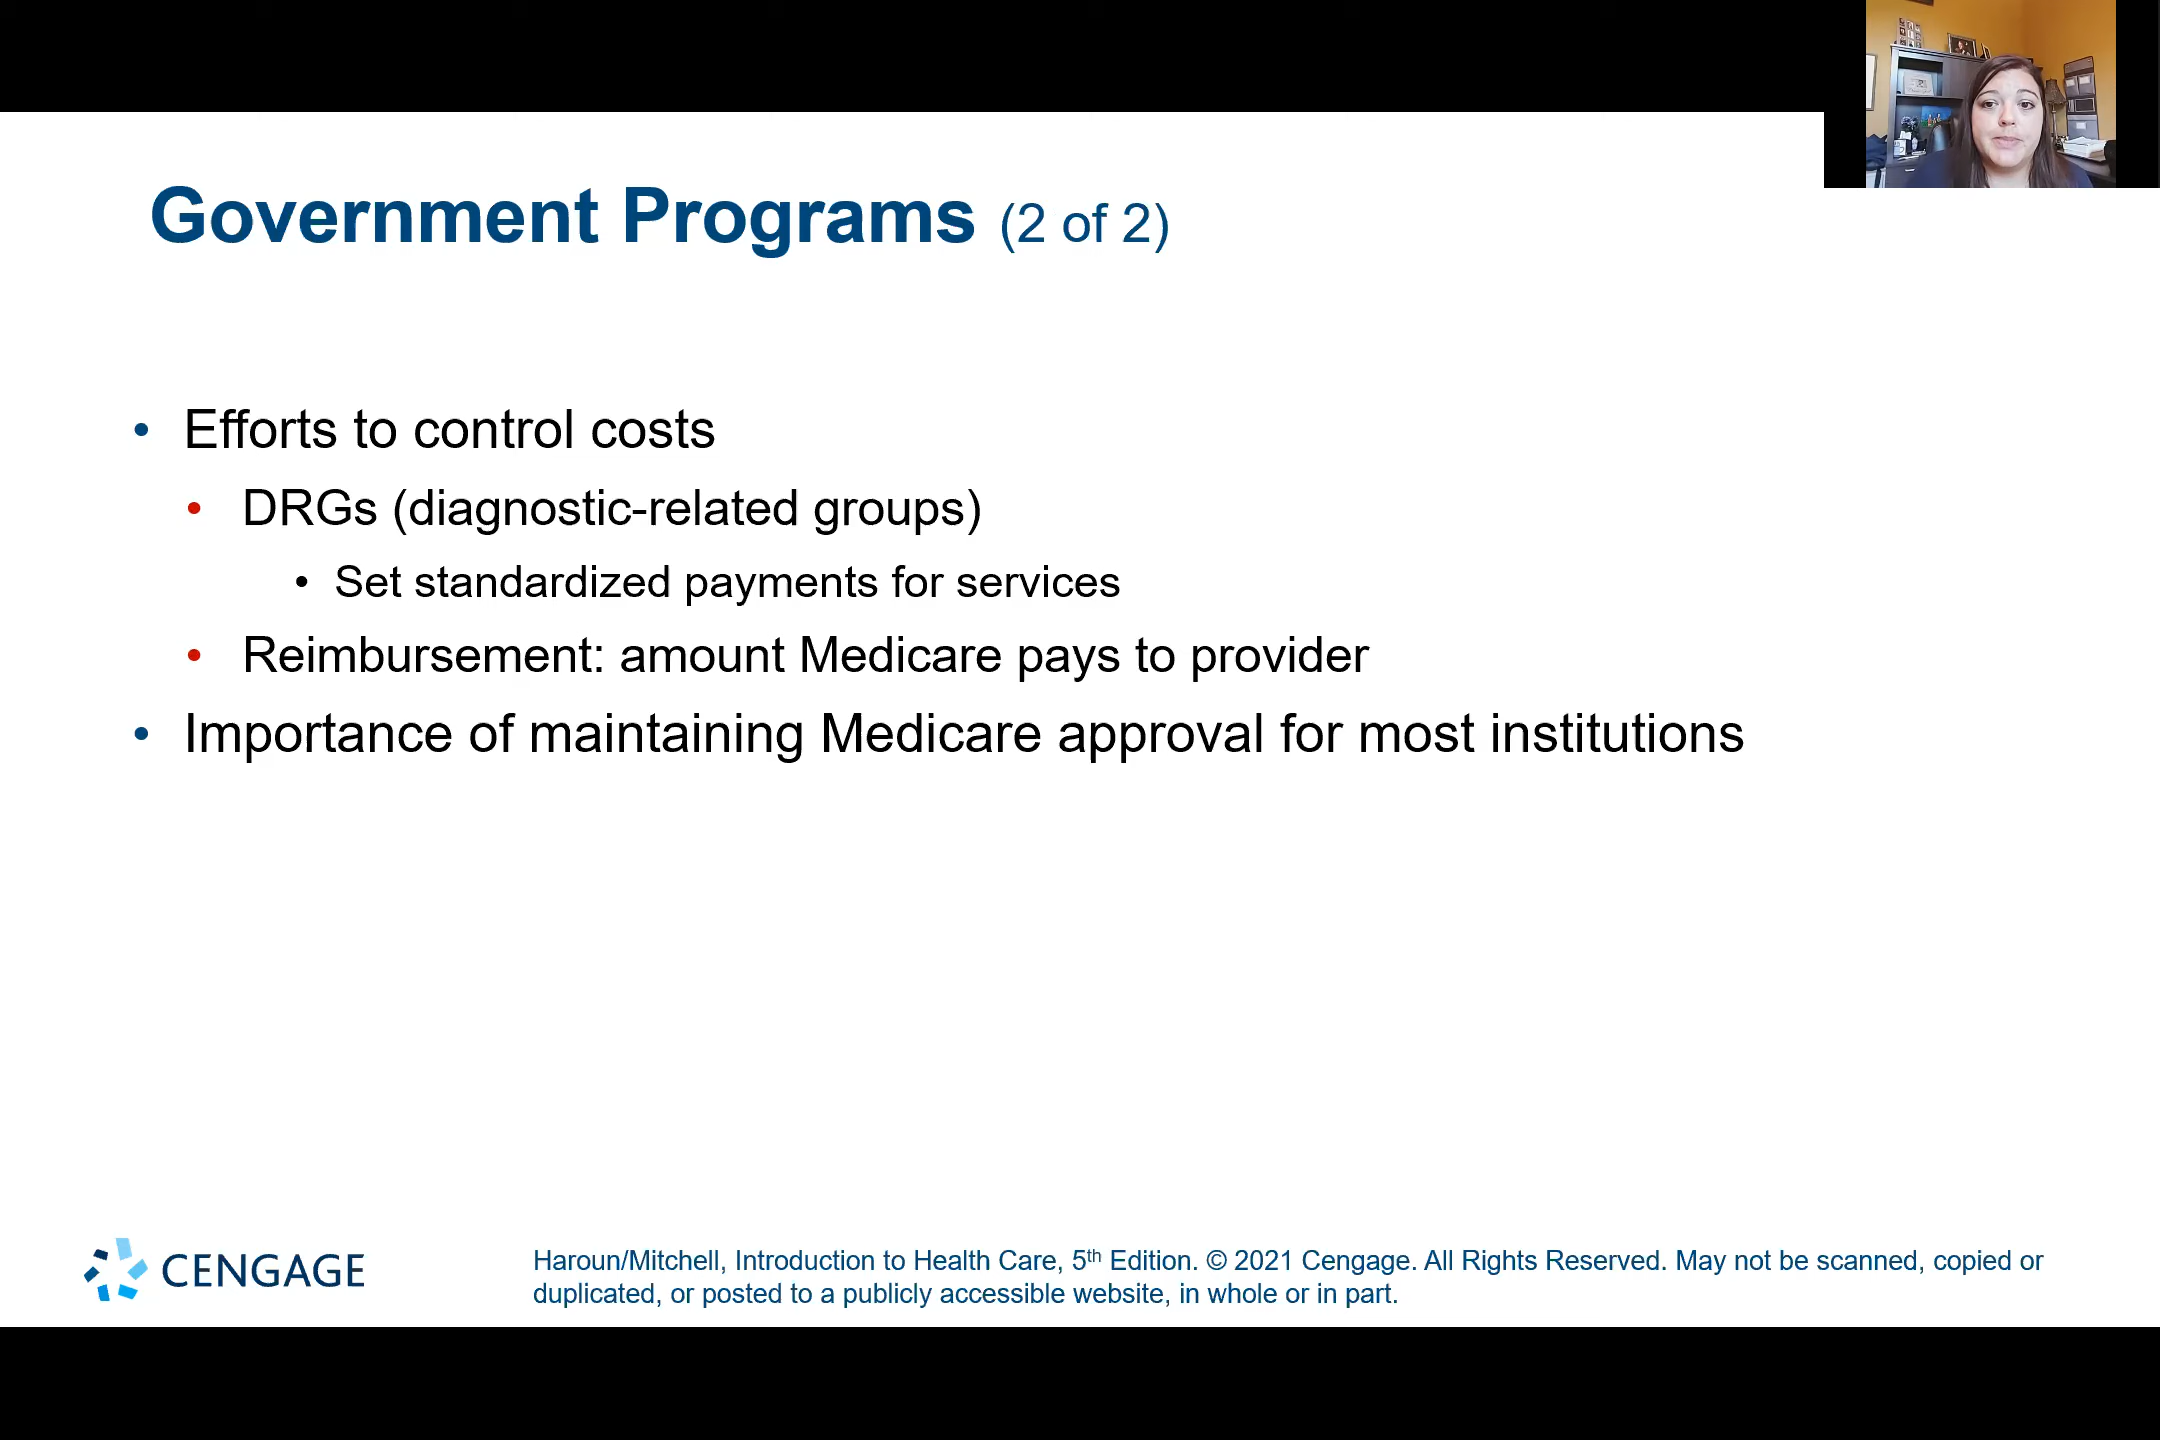 Government Programs (2 of 2)
• Efforts to control costs
• DRGs (diagnostic-related groups)
• Set standardized payments for services
• Reimbursement: amount Medicare pays to provider
• Importance of maintaining Medicare approval for most institutions
CENGAGE
Haroun/Mitchell, Introduction to Health Care, 5th Edition. © 2021 Cengage. All Rights Reserved. May not be scanned, copied or
duplicated, or posted to a publicly accessible website, in whole or in part.